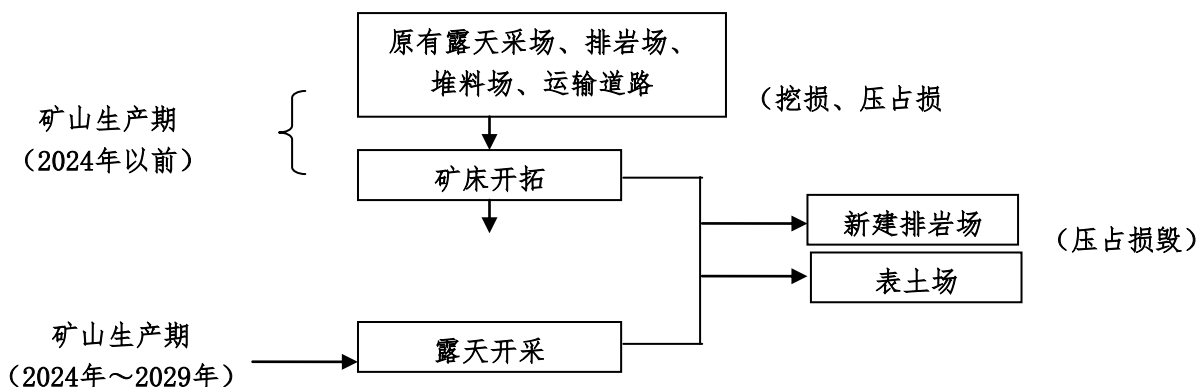 原有露天采场、排岩场、
堆料场、运输道路
（挖损、压占损
矿山生产期
（2024年以前）
矿床开拓
新建排岩场
（压占损毁）
表土场
矿山生产期
（2024年～2029年）
露天开采